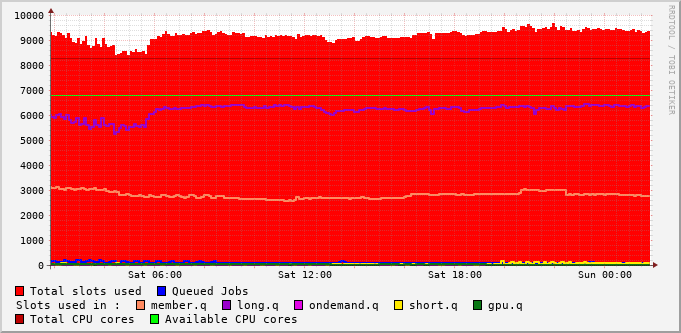 10000
9000
8000
7000
6000
5000
4000
3000
2000
1000
0
Sat 06:00 Sat 12:00 Sat 18:00 Sun 00:00
Total slots used Queued Jobs
Slots used in : member.q long.q ondemand.q short.q gpu.q
Total CPU cores Available CPU cores
RRDTOOL / TOBI OETIKER